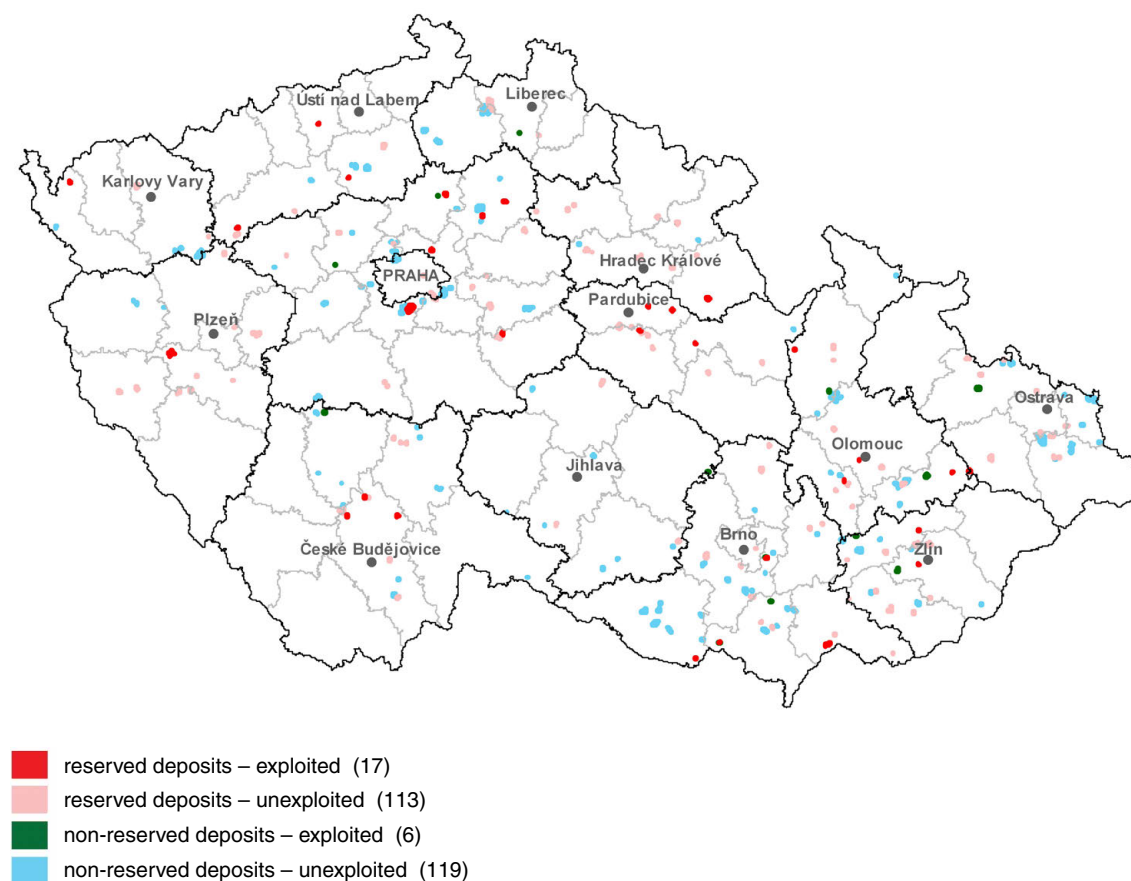 Ústí nad Labem
Liberec
Karlovy Vary
PRAHA
Hradec Králové
Pardubice
Plzeň
Ostrava
Olomouc
Jihlava
Brno
Zlín
České Budějovice
reserved deposits – exploited (17)
reserved deposits – unexploited (113)
non-reserved deposits – exploited (6)
non-reserved deposits – unexploited (119)